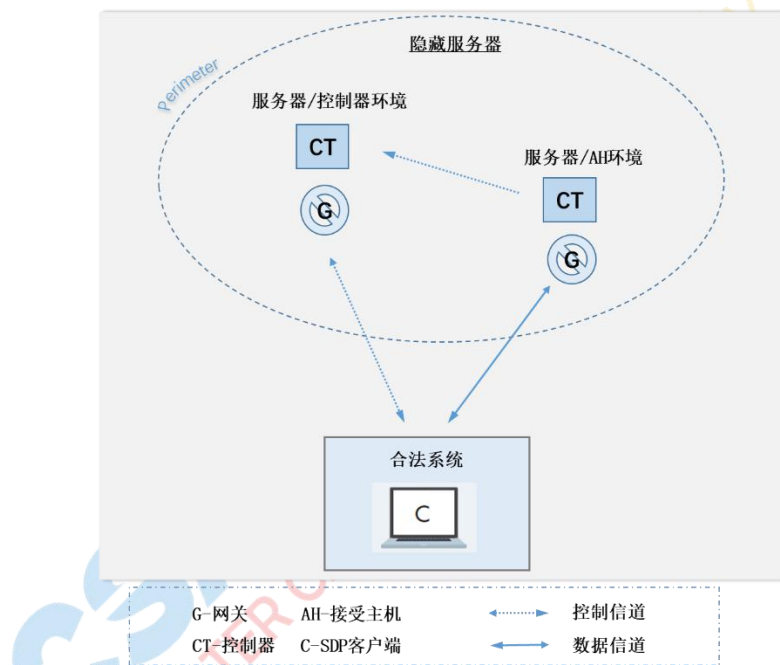 隐藏服务器
Perimeter
服务器/控制器环境
CT
服务器/AH环境
G
CT
G
合法系统
C
G-网关 AH-接受主机 控制信道
CT-控制器 C-SDP客户端 数据信道